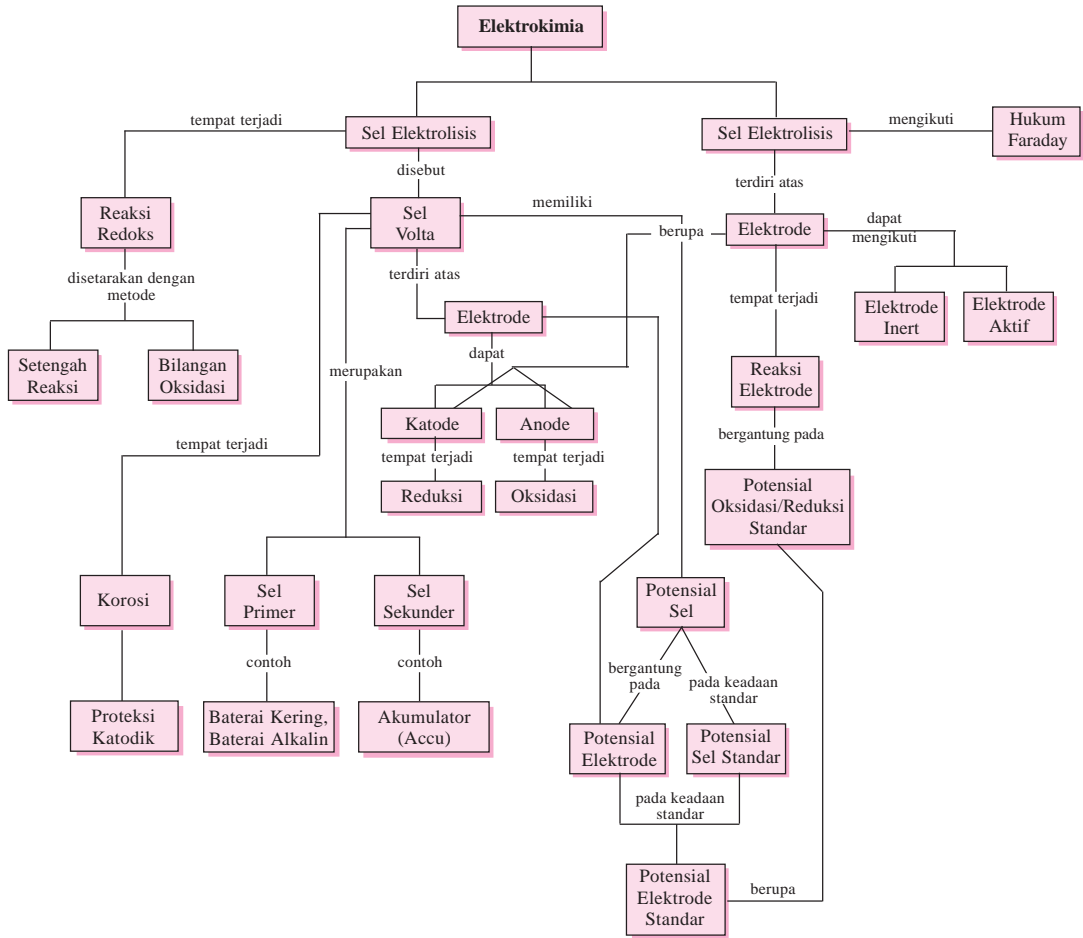 Elektrokimia
tempat terjadi
Sel Elektrolisis
Sel Elektrolisis
mengikuti
Hukum
Faraday
disebut
terdiri atas
Reaksi
Redoks
Sel
Volta
memiliki
berupa
Elektrode
dapat
mengikuti
disetarakan dengan
metode
terdiri atas
tempat terjadi
Elektrode
Inert
Elektrode
Aktif
Elektrode
Setengah
Reaksi
Bilangan
Oksidasi
merupakan
dapat
Reaksi
Elektrode
Katode
Anode
tempat terjadi
tempat terjadi
tempat terjadi
bergantung pada
Reduksi
Oksidasi
Potensial
Oksidasi/Reduksi
Standar
Korosi
Sel
Primer
Sel
Sekunder
Potensial
Sel
contoh
contoh
bergantung
pada
pada keadaan
standar
Proteksi
Katodik
Baterai Kering,
Baterai Alkalin
Akumulator
(Accu)
Potensial
Elektrode
Potensial
Sel Standar
pada keadaan
standar
Potensial
Elektrode
Standar
berupa